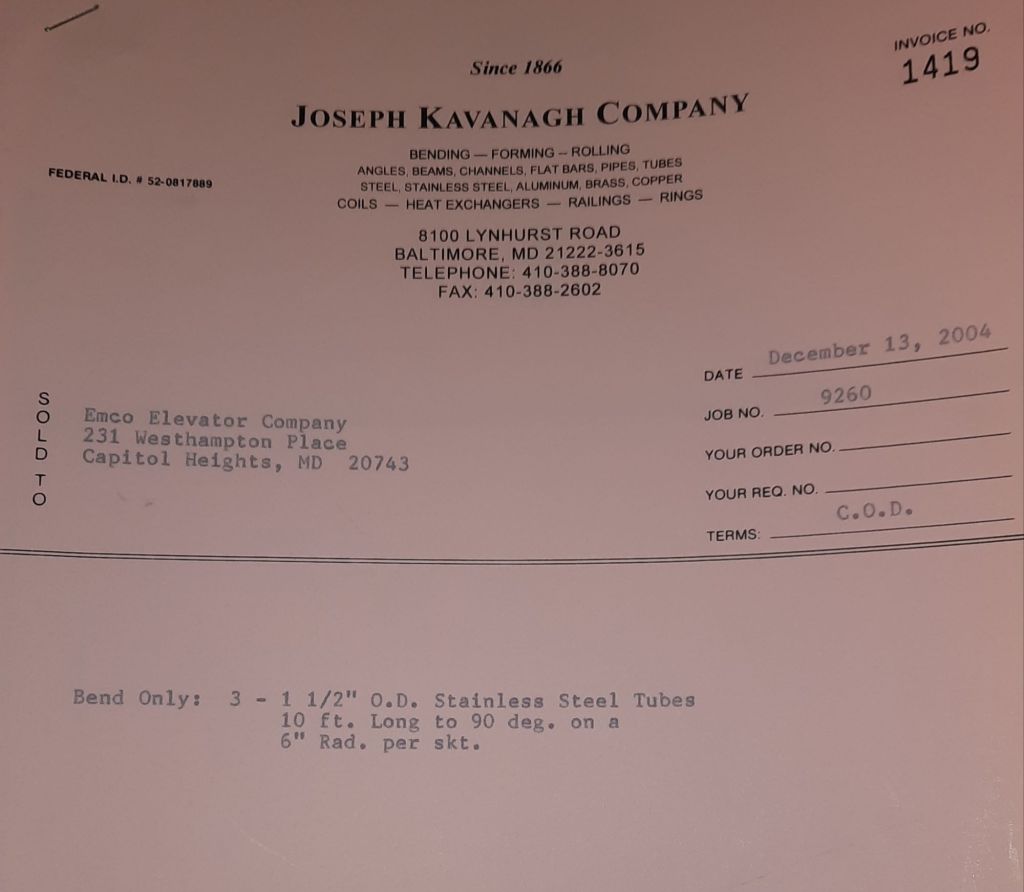 INVOICE NO.
1419
Since 1866
JOSEPH KAVANAGH COMPANY
BENDING — FORMING — ROLLING
ANGLES, BEAMS, CHANNELS, FLAT BARS, PIPES, TUBES
STEEL, STAINLESS STEEL, ALUMINUM, BRASS, COPPER
COILS — HEAT EXCHANGERS — RAILINGS — RINGS
FEDERAL I.D. # 52-0817889
8100 LYNHURST ROAD
BALTIMORE, MD 21222-3615
TELEPHONE: 410-388-8070
FAX: 410-388-2602
DATE December 13, 2004
JOB NO. 9260
YOUR ORDER NO.
YOUR REQ. NO.
TERMS: C.O.D.
SOLD TO
Emco Elevator Company
231 Westhampton Place
Capitol Heights, MD 20743
Bend Only: 3 - 1 1/2" O.D. Stainless Steel Tubes
10 ft. Long to 90 deg. on a
6" Rad. per skt.